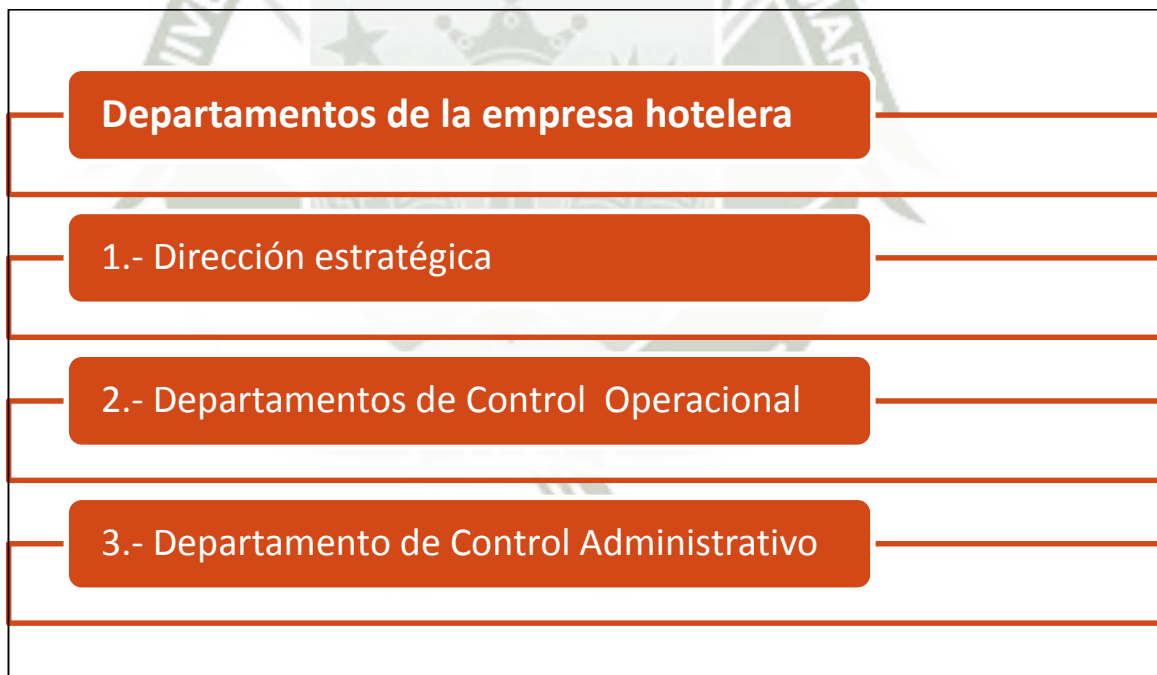 Departamentos de la empresa hotelera
1.- Dirección estratégica
2.- Departamentos de Control  Operacional
3.- Departamento de Control Administrativo